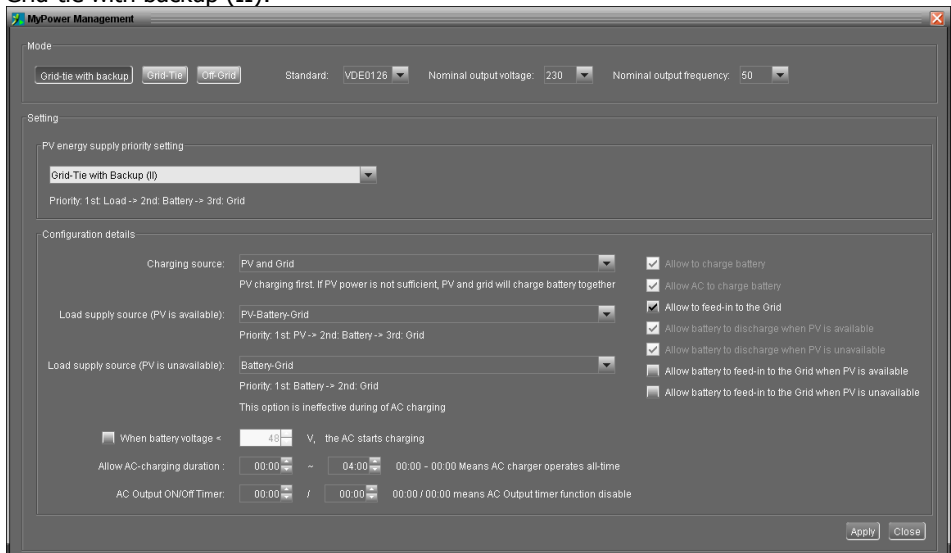 Grid-tie with backup (II):
MyPower Management
Mode
Grid-tie with backup Grid-Tie Off-Grid Standard: VDE0126 Nominal output voltage: 230 Nominal output frequency: 50
Setting
PV energy supply priority setting
Grid-Tie with Backup (II)
Priority: 1st: Load -> 2nd: Battery -> 3rd: Grid
Configuration details
Charging source: PV and Grid
PV charging first. If PV power is not sufficient, PV and grid will charge battery together
Load supply source (PV is available): PV-Battery-Grid
Priority: 1st: PV -> 2nd: Battery -> 3rd: Grid
Load supply source (PV is unavailable): Battery-Grid
Priority: 1st: Battery -> 2nd: Grid
This option is ineffective during of AC charging
When battery voltage < 48 V, the AC starts charging
Allow AC-charging duration : 00:00 ~ 04:00 00:00 - 00:00 Means AC charger operates all-time
AC Output ON/Off Timer: 00:00 / 00:00 00:00 / 00:00 means AC Output timer function disable
Allow to charge battery
Allow AC to charge battery
Allow to feed-in to the Grid
Allow battery to discharge when PV is available
Allow battery to discharge when PV is unavailable
Allow battery to feed-in to the Grid when PV is available
Allow battery to feed-in to the Grid when PV is unavailable
Apply Close